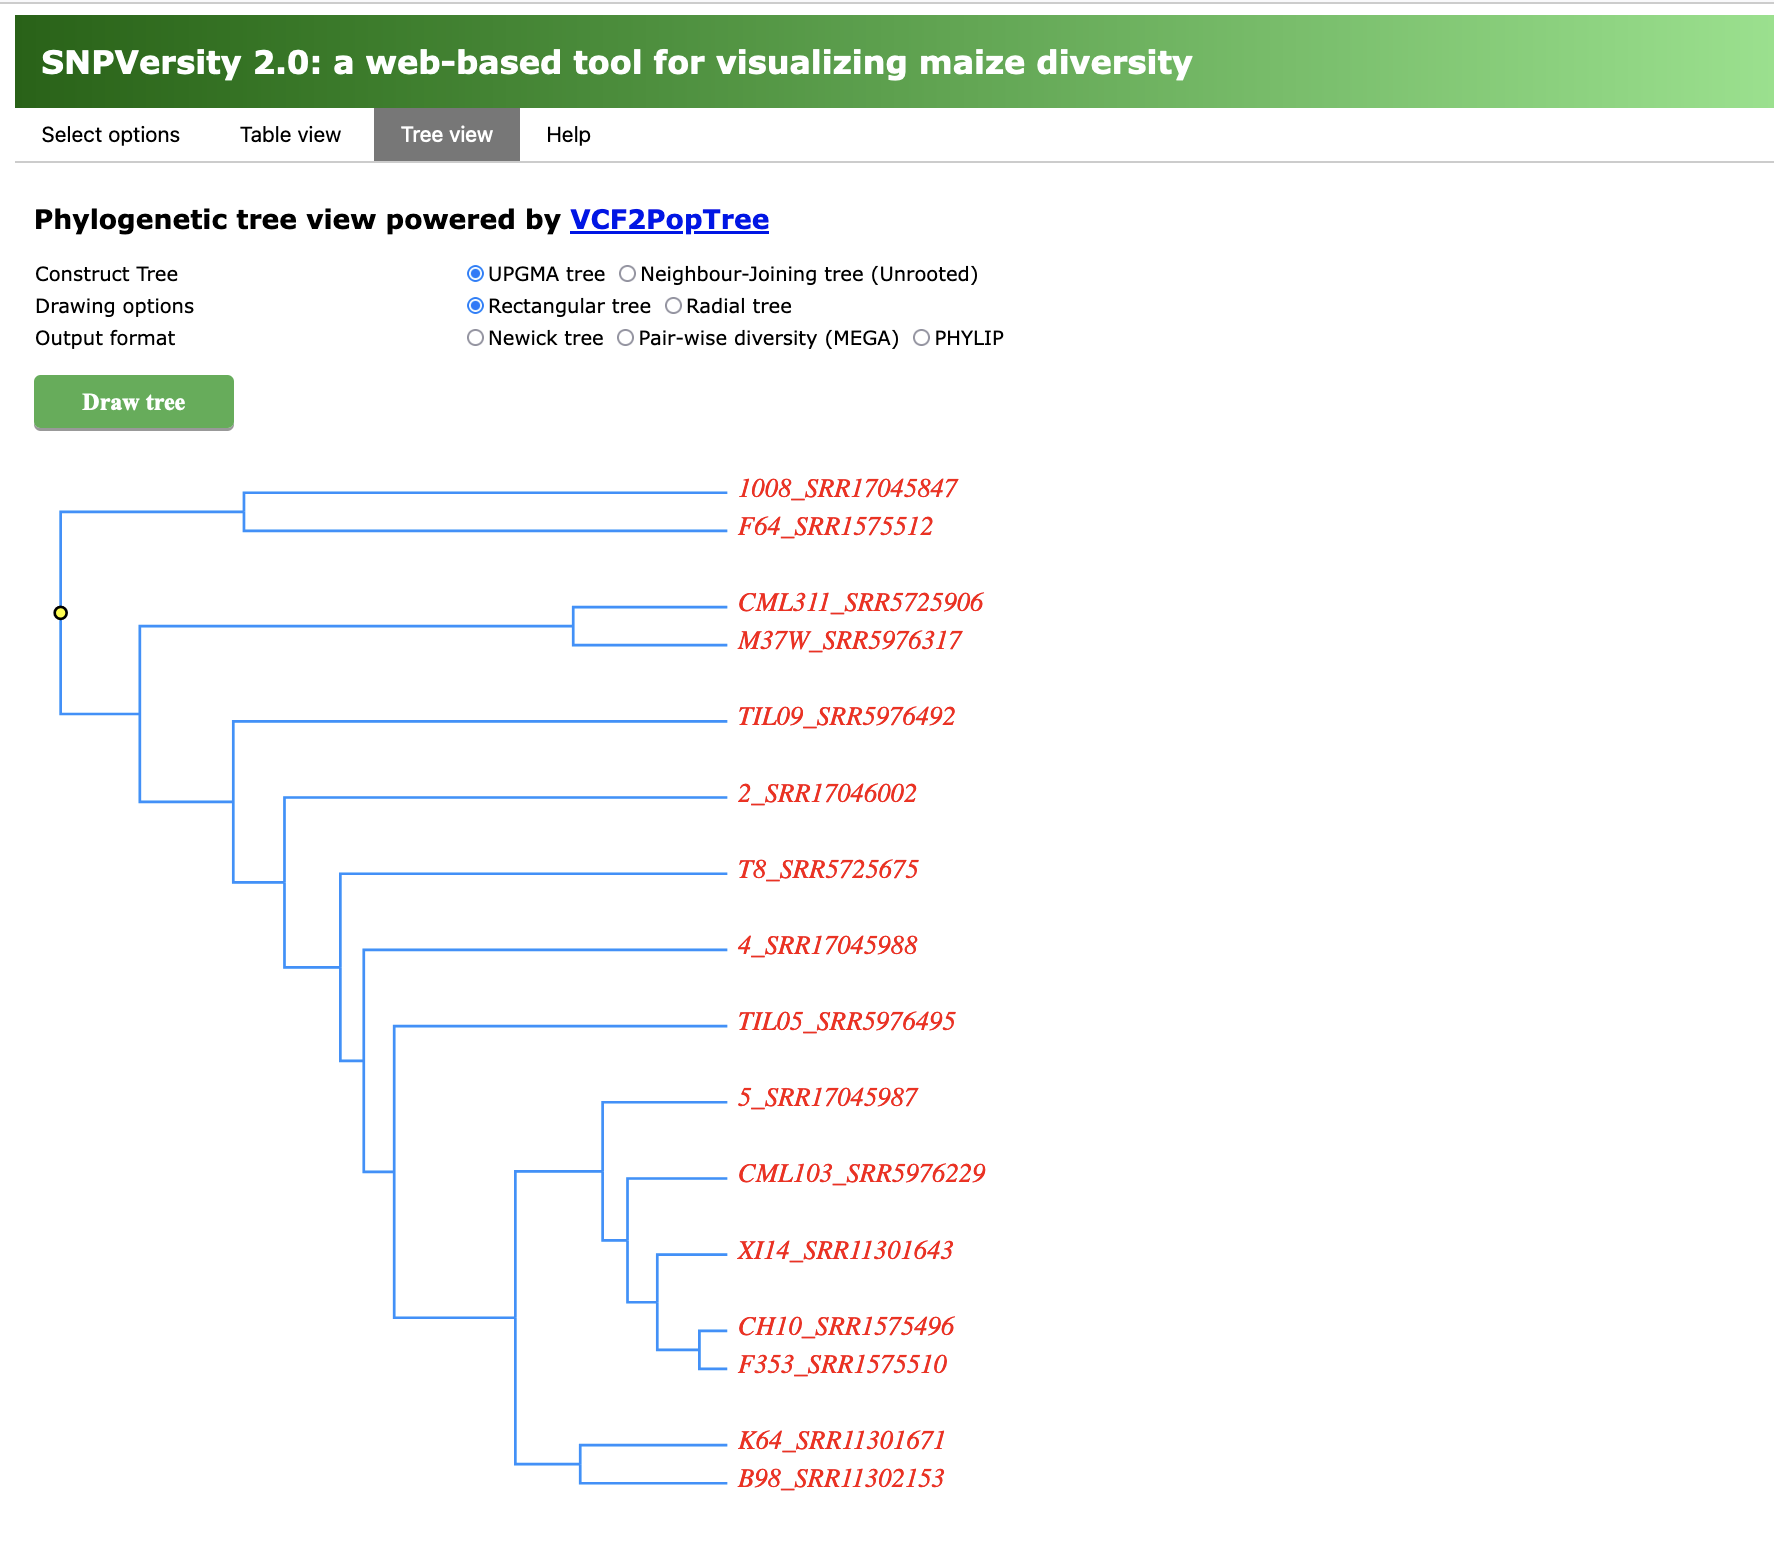 SNPVersity 2.0: a web-based tool for visualizing maize diversity
Select options Table view Tree view Help
Phylogenetic tree view powered by VCF2PopTree
Construct Tree UPGMA tree Neighbour-Joining tree (Unrooted)
Drawing options Rectangular tree Radial tree
Output format Newick tree Pair-wise diversity (MEGA) PHYLIP
Draw tree
1008_SRR17045847
F64_SRR1575512
CML311_SRR5725906
M37W_SRR5976317
TIL09_SRR5976492
2_SRR17046002
T8_SRR5725675
4_SRR17045988
TIL05_SRR5976495
5_SRR17045987
CML103_SRR5976229
XI14_SRR11301643
CH10_SRR1575496
F353_SRR1575510
K64_SRR11301671
B98_SRR11302153